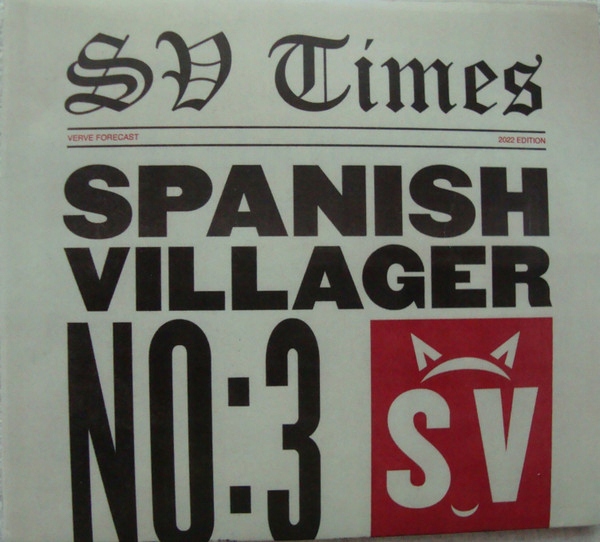 SV Times
VERVE FORECAST 2022 EDITION
SPANISH
VILLAGER
NO:3
SV